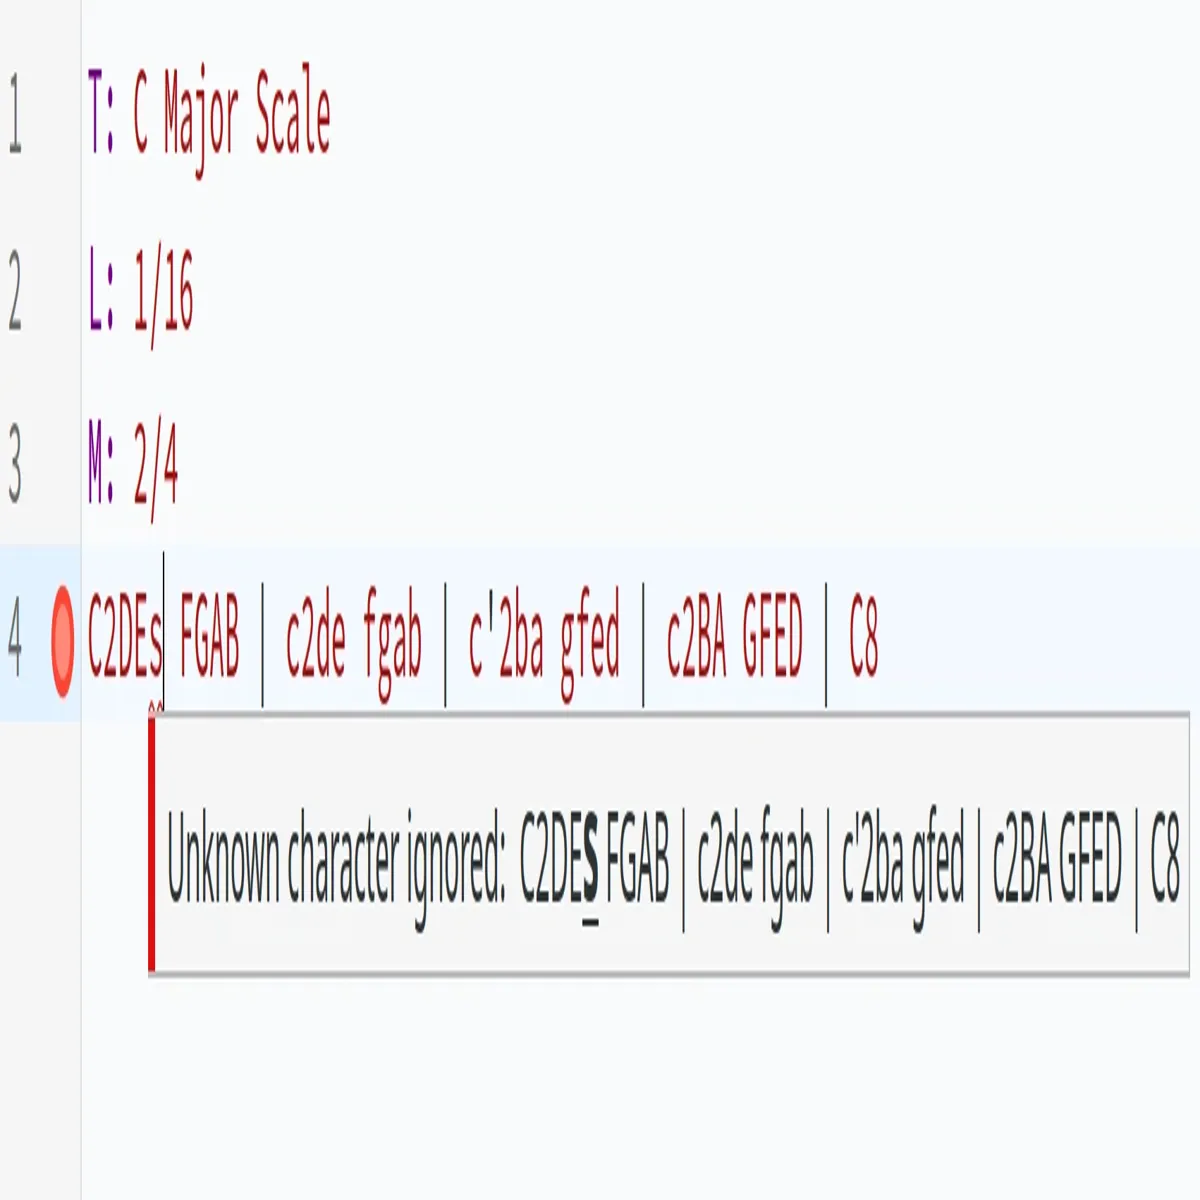 1 T: C Major Scale
2 L: 1/16
3 M: 2/4
4 C2DEs FGAB | c2de fgab | c'2ba gfed | c2BA GFED | C8
Unknown character ignored: C2DES FGAB | c2de fgab | c'2ba gfed | c2BA GFED | C8